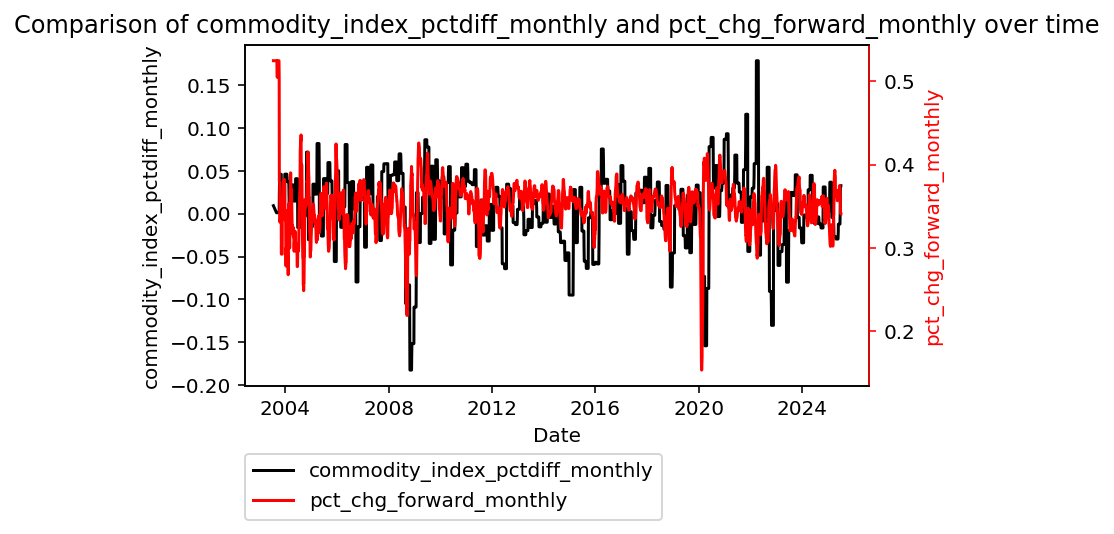 Comparison of commodity_index_pctdiff_monthly and pct_chg_forward_monthly over time
commodity_index_pctdiff_monthly
0.15
0.10
0.05
0.00
−0.05
−0.10
−0.15
−0.20
0.5
0.4
0.3
0.2
pct_chg_forward_monthly
2004 2008 2012 2016 2020 2024
Date
commodity_index_pctdiff_monthly
pct_chg_forward_monthly